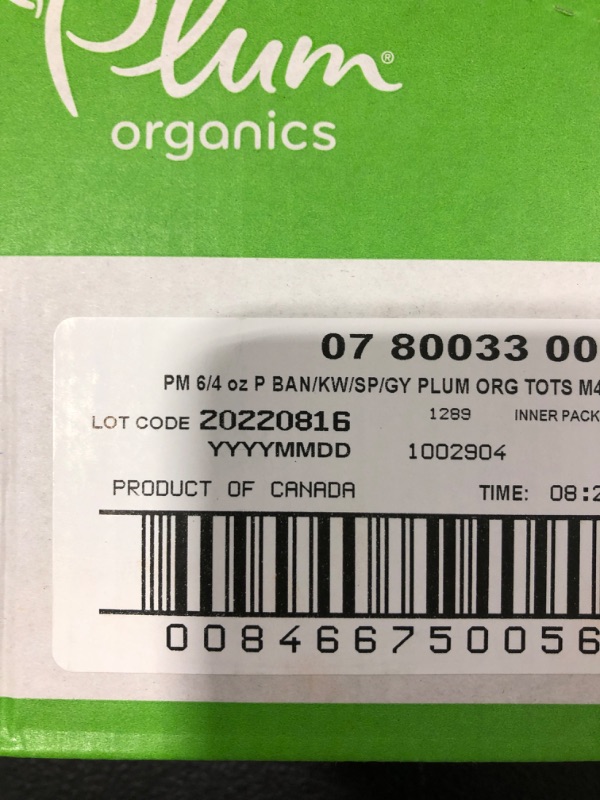 Plum®
organics
07 80033 00
PM 6/4 oz P BAN/KW/SP/GY PLUM ORG TOTS M4
LOT CODE 20220816 1289 INNER PACK
YYYYMMDD 1002904
PRODUCT OF CANADA TIME: 08:2
008466750056